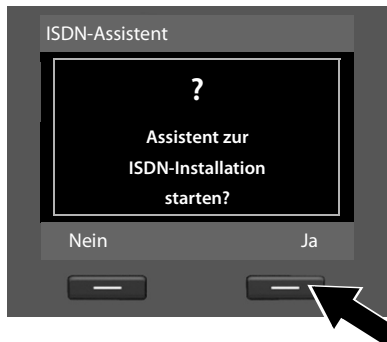 ISDN-Assistent
?
Assistent zur
ISDN-Installation
starten?
Nein Ja